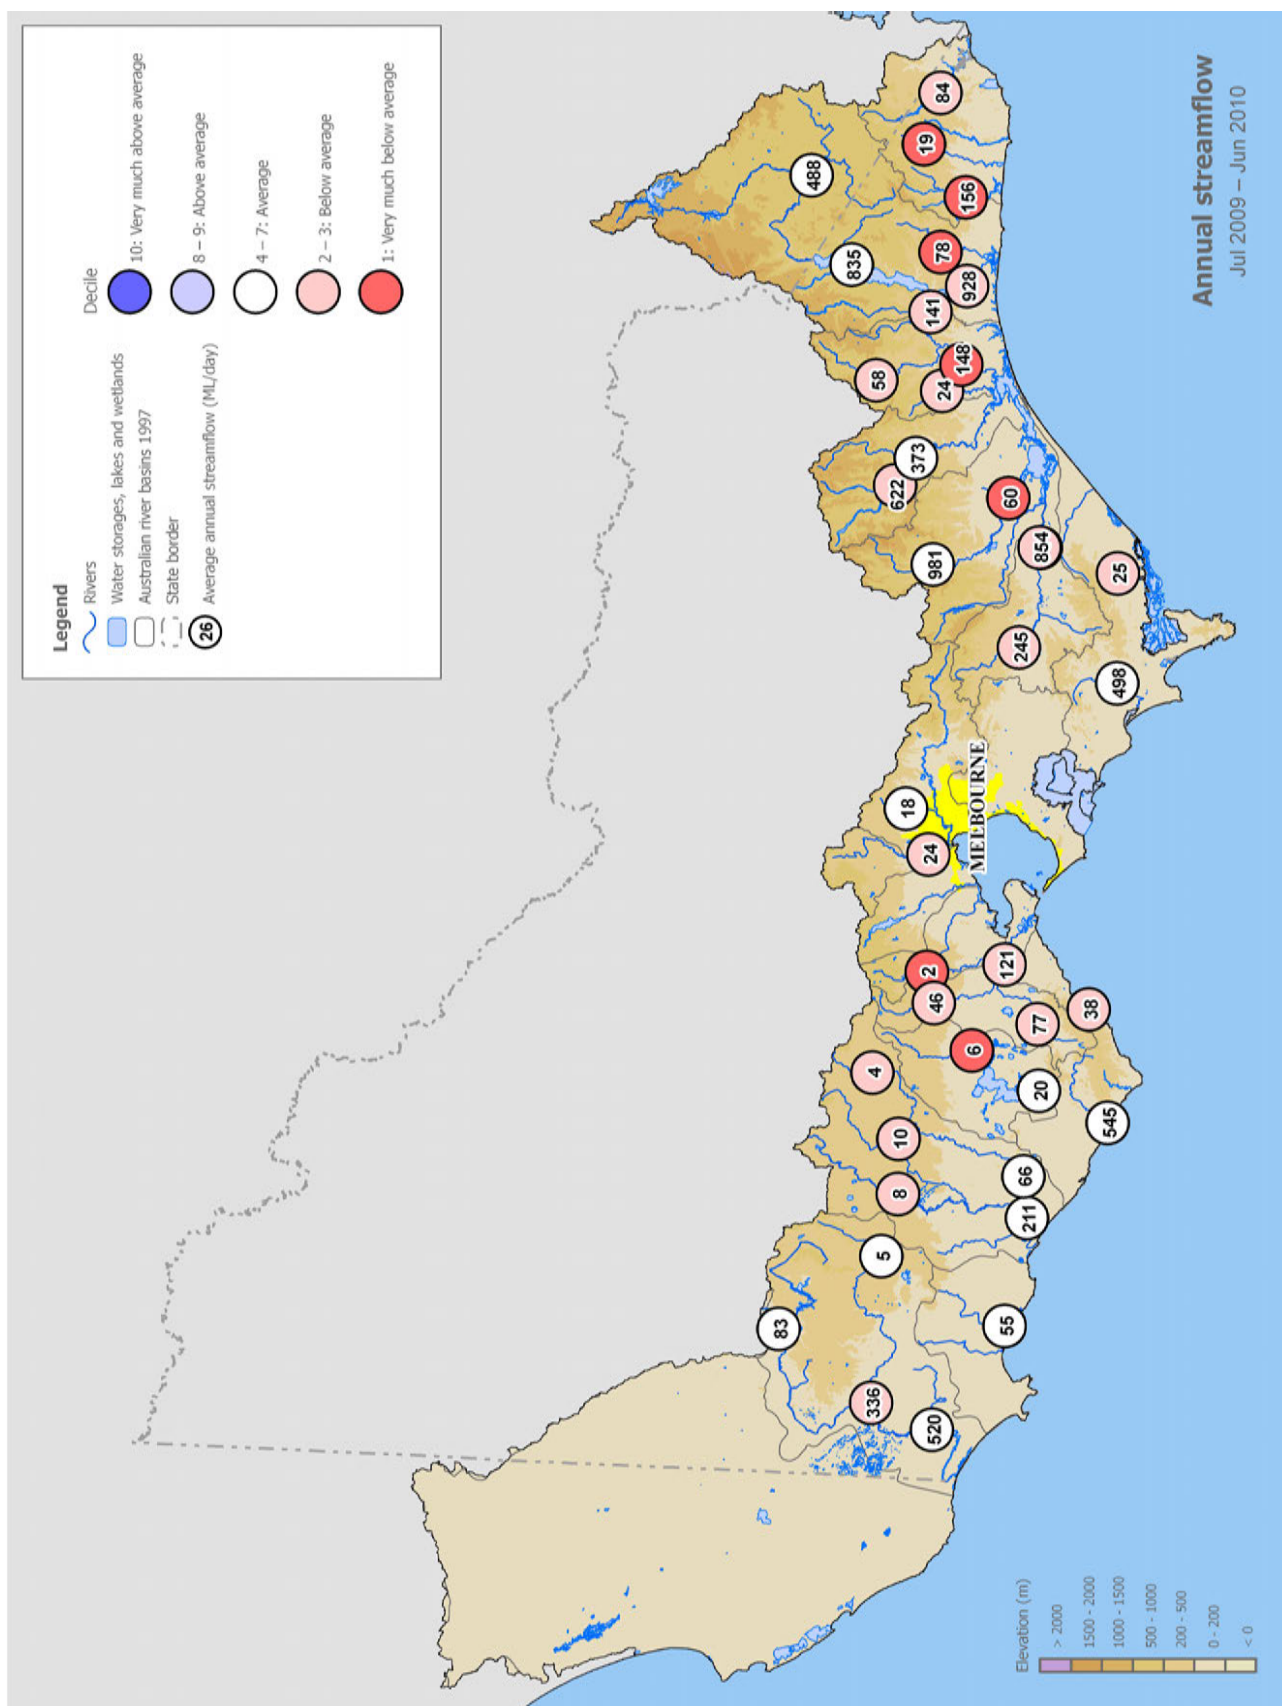 Legend
Rivers
Water storages, lakes and wetlands
Australian river basins 1997
State border
26 Average annual streamflow (ML/day)
Decile
10: Very much above average
8 – 9: Above average
4 – 7: Average
2 – 3: Below average
1: Very much below average
84
19
488
156
78
835
928
141
148
58
24
373
622
60
854
981
25
245
498
MELBOURNE
18
24
2
121
46
38
77
6
4
20
545
10
66
8
211
5
55
83
336
520
Annual streamflow
Jul 2009 – Jun 2010
Elevation (m)
> 2000
1500 - 2000
1000 - 1500
500 - 1000
200 - 500
0 - 200
< 0